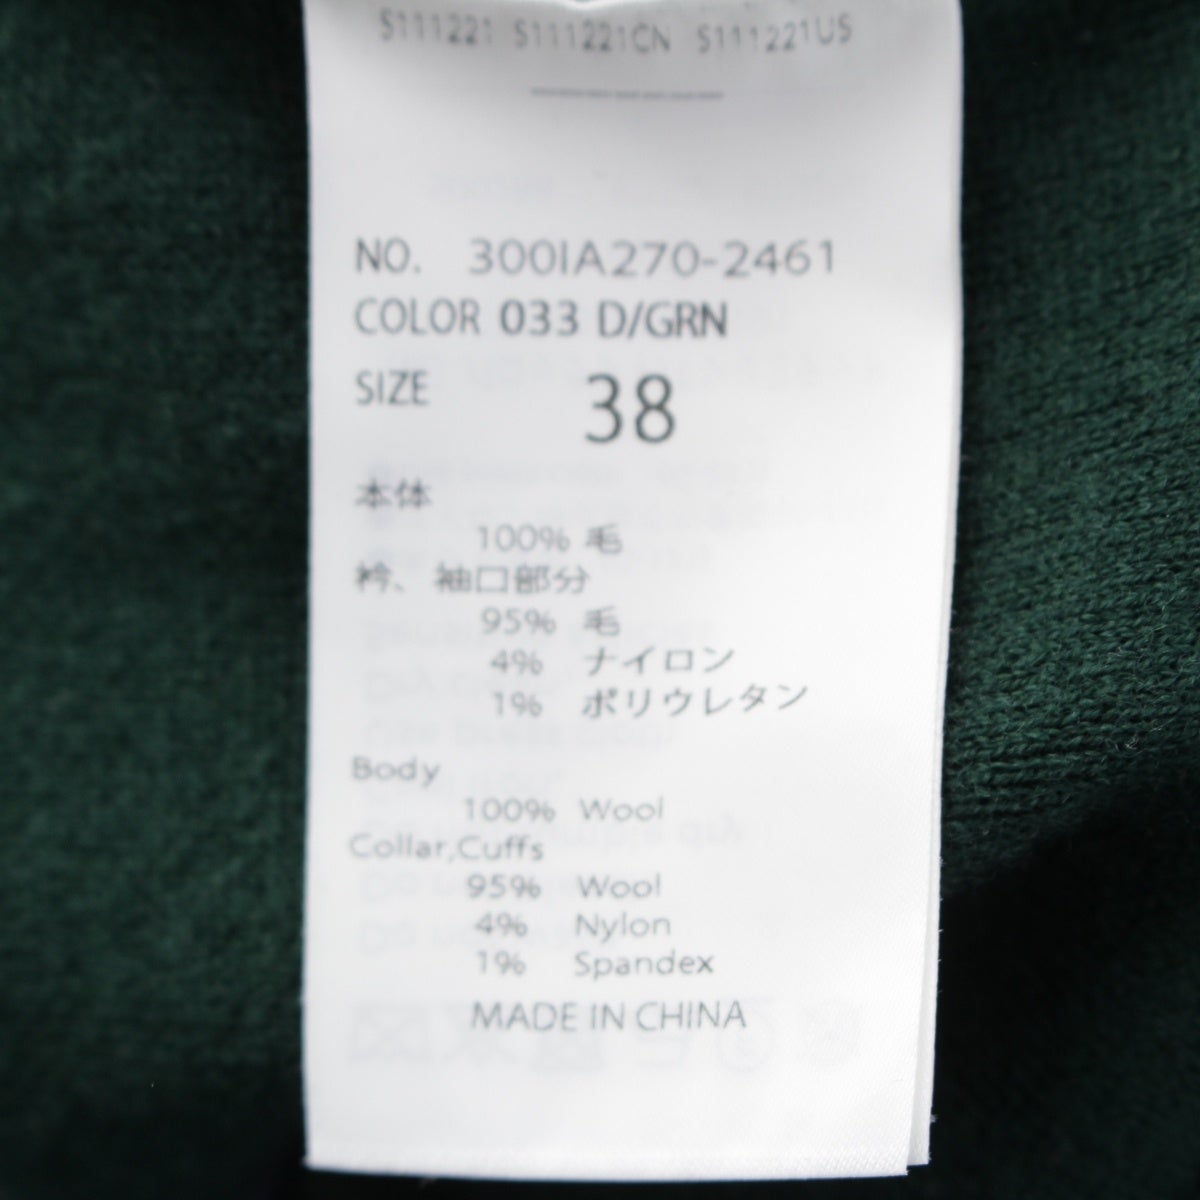 S111221 S111221CN S111221US
NO. 300IA270-2461
COLOR 033 D/GRN
SIZE 38
本体
100% 毛
衿、袖口部分
95% 毛
4% ナイロン
1% ポリウレタン
Body
100% Wool
Collar,Cuffs
95% Wool
4% Nylon
1% Spandex
MADE IN CHINA